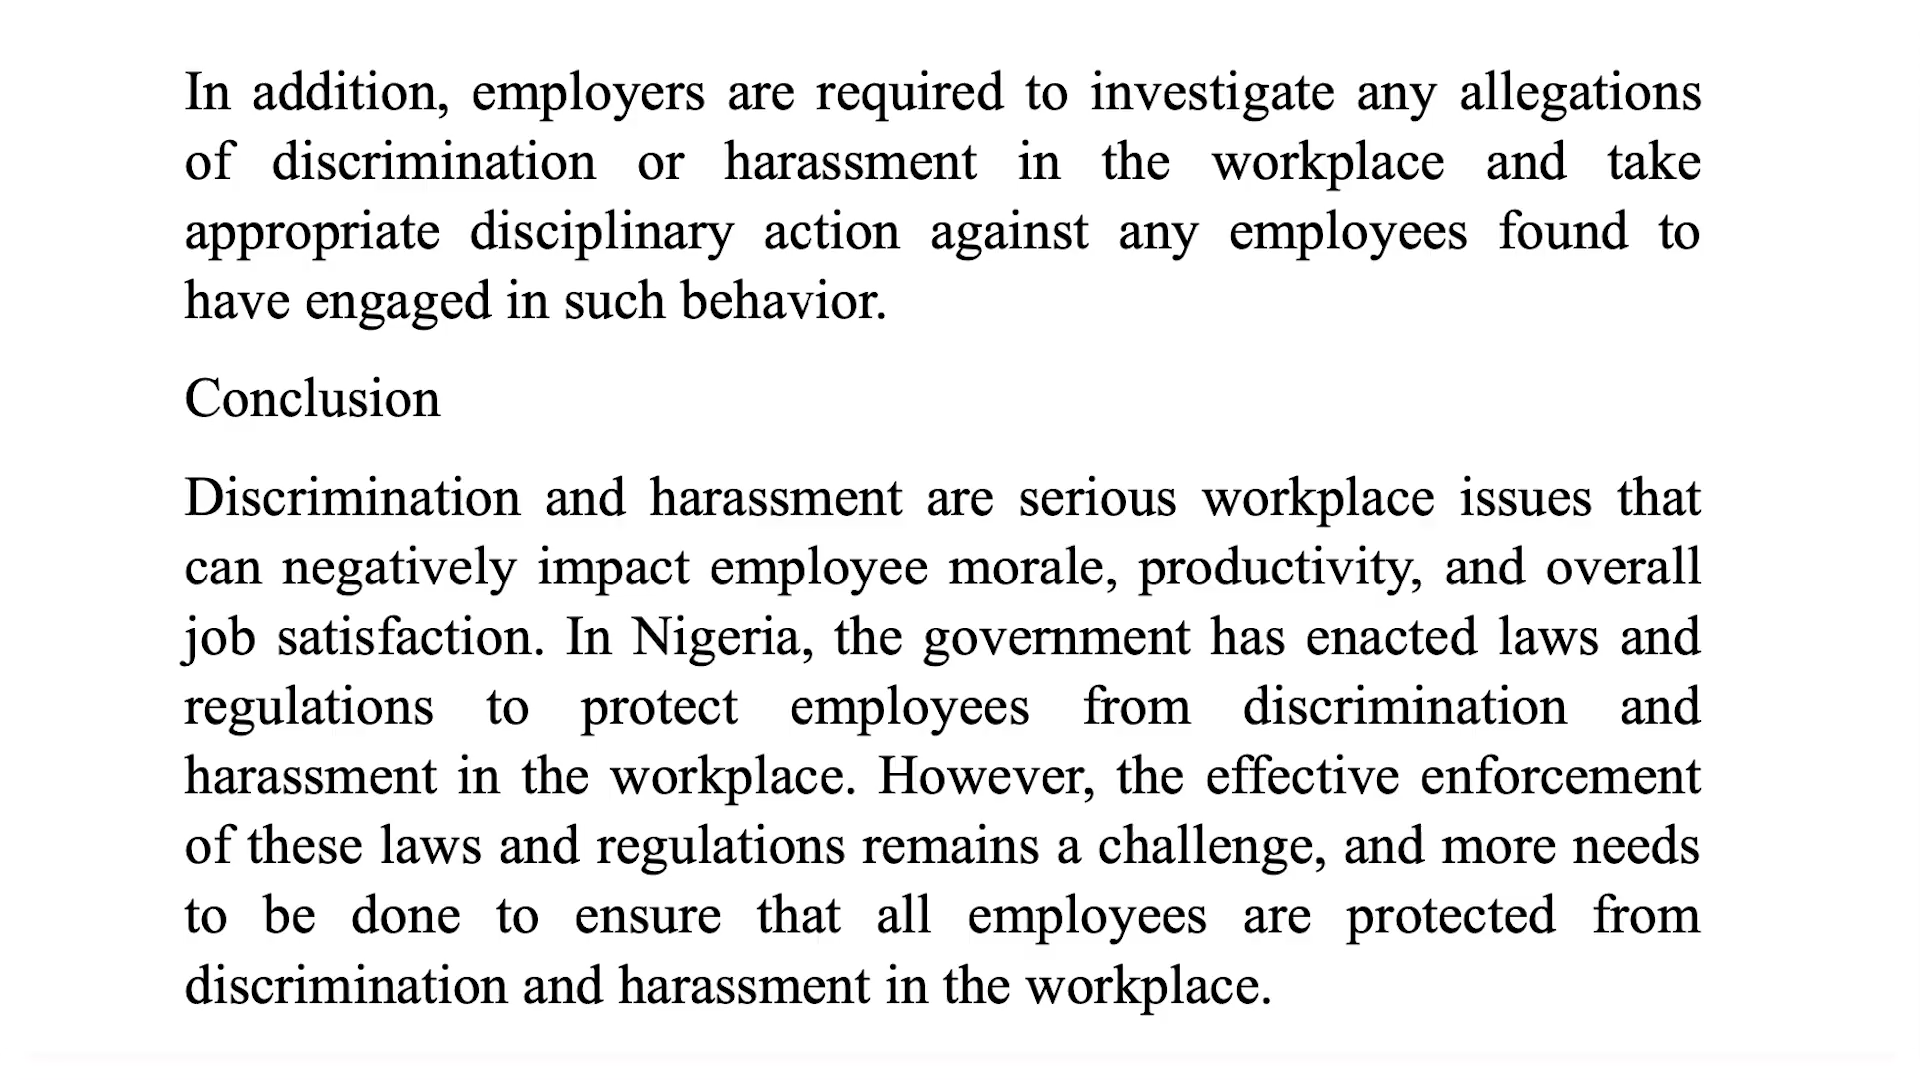 In addition, employers are required to investigate any allegations
of discrimination or harassment in the workplace and take
appropriate disciplinary action against any employees found to
have engaged in such behavior.
Conclusion
Discrimination and harassment are serious workplace issues that
can negatively impact employee morale, productivity, and overall
job satisfaction. In Nigeria, the government has enacted laws and
regulations to protect employees from discrimination and
harassment in the workplace. However, the effective enforcement
of these laws and regulations remains a challenge, and more needs
to be done to ensure that all employees are protected from
discrimination and harassment in the workplace.